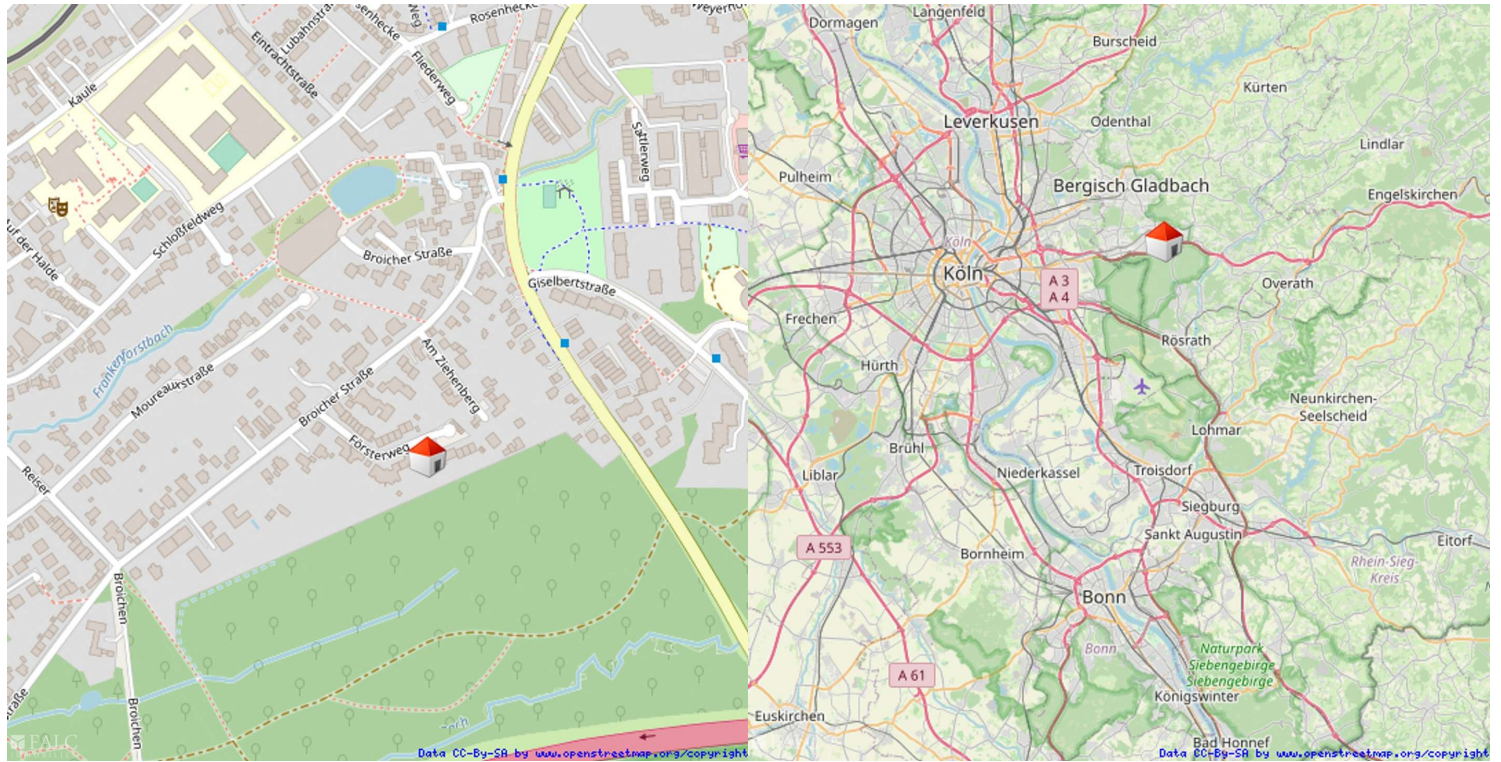 Rosenhecke
Weg
Kaule
Eintrachtstraße
Fliederweg
Sattlerweg
Auf der Halde
Schloßfeldweg
Broicher Straße
Giselbertstraße
Frankenforstbach
Moureauxstraße
Am Ziehenberg
Broicher Straße
Försterweg
Reiser
Broichen
Broichen
FALC
Data CC-By-SA by www.openstreetmap.org/copyright
Dormagen
Langenfeld
Burscheid
Kürten
Leverkusen
Odenthal
Lindlar
Pulheim
Bergisch Gladbach
Engelskirchen
Köln
Köln
A 3
A 4
Overath
Frechen
Rösrath
Hürth
Neunkirchen-
Seelscheid
Lohmar
Brühl
Niederkassel
Troisdorf
Liblar
Siegburg
Sankt Augustin
A 553
Bornheim
Eitorf
Rhein-Sieg-
Kreis
Bonn
Bonn
Naturpark
Siebengebirge
Siebengebirge
A 61
Königswinter
Euskirchen
Bad Honnef
Data CC-By-SA by www.openstreetmap.org/copyright